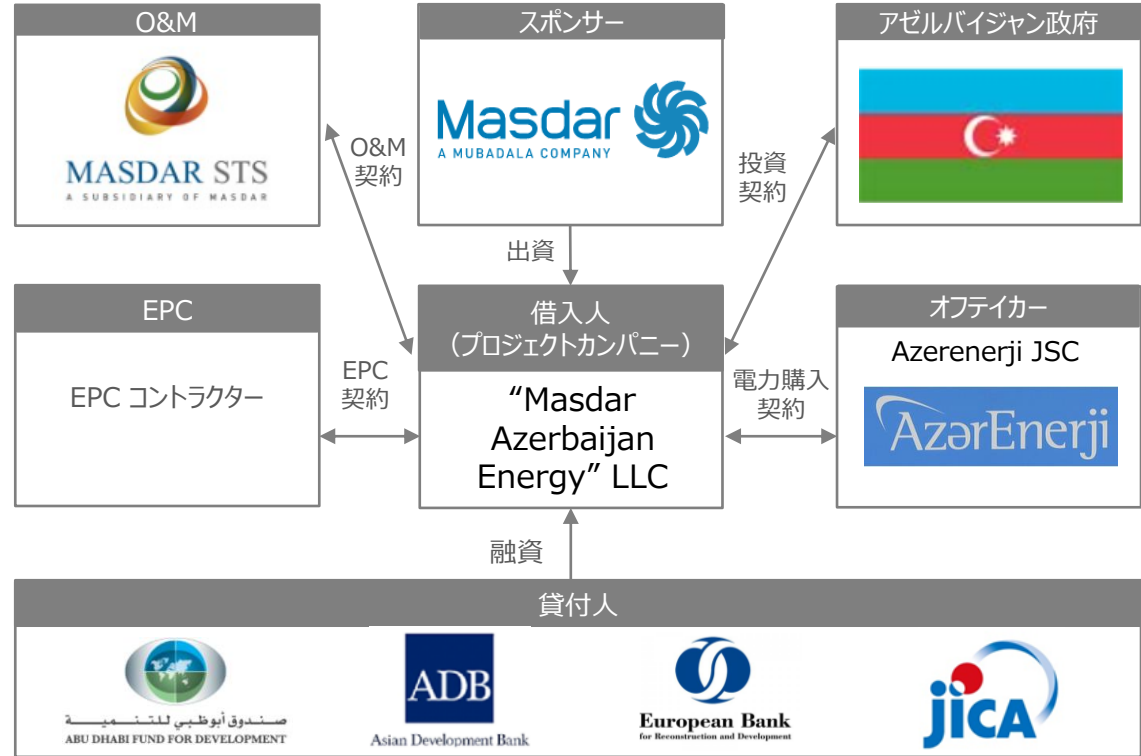 O&M
スポンサー
アゼルバイジャン政府
MASDAR STS
A SUBSIDIARY OF MASDAR
O&M
契約
Masdar
A MUBADALA COMPANY
投資
契約
出資
EPC
EPC コントラクター
EPC
契約
借入人
（プロジェクトカンパニー）
“Masdar
Azerbaijan
Energy” LLC
電力購入
契約
オフテイカー
Azerenerji JSC
AzərEnerji
融資
貸付人
صندوق أبوظبي للتنمية
ABU DHABI FUND FOR DEVELOPMENT
ADB
Asian Development Bank
European Bank
for Reconstruction and Development
jica